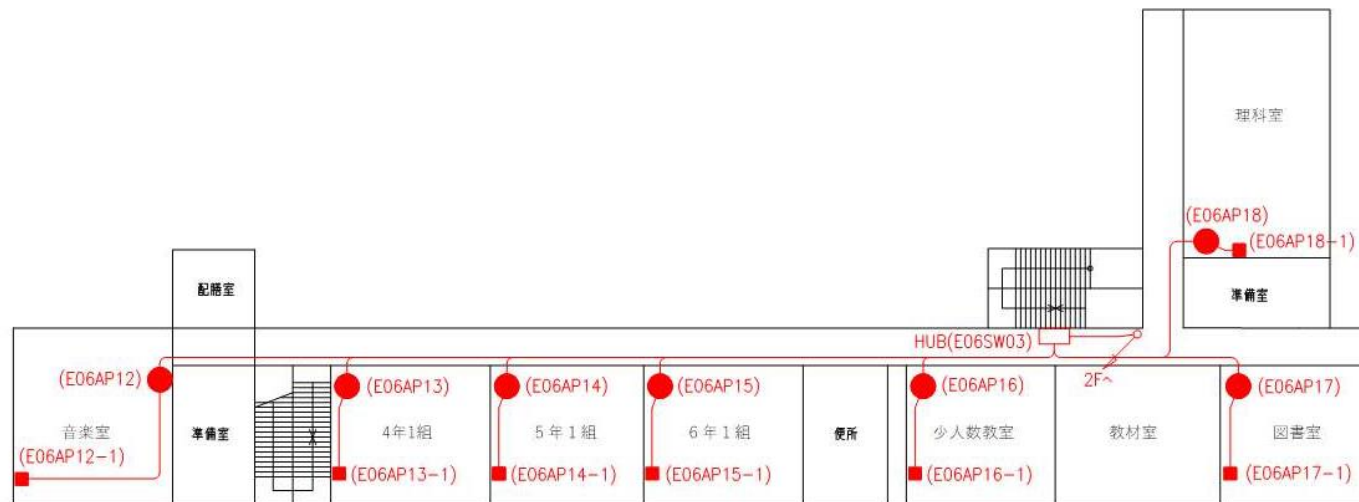 理科室
(E06AP18)
(E06AP18-1)
配膳室
準備室
HUB(E06SW03)
2Fへ
(E06AP12)
(E06AP13)
(E06AP14)
(E06AP15)
(E06AP16)
(E06AP17)
音楽室
準備室
4年1組
5年1組
6年1組
便所
少人数教室
教材室
図書室
(E06AP12-1)
(E06AP13-1)
(E06AP14-1)
(E06AP15-1)
(E06AP16-1)
(E06AP17-1)